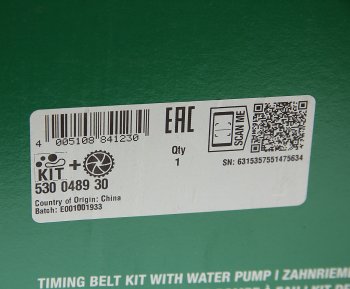 4 005108 841230
EAC
SCAN ME
KIT +
Qty
1
530 0489 30
SN: 6315357551475634
Country of Origin: China
Batch: E001001933
TIMING BELT KIT WITH WATER PUMP | ZAHNRIEME